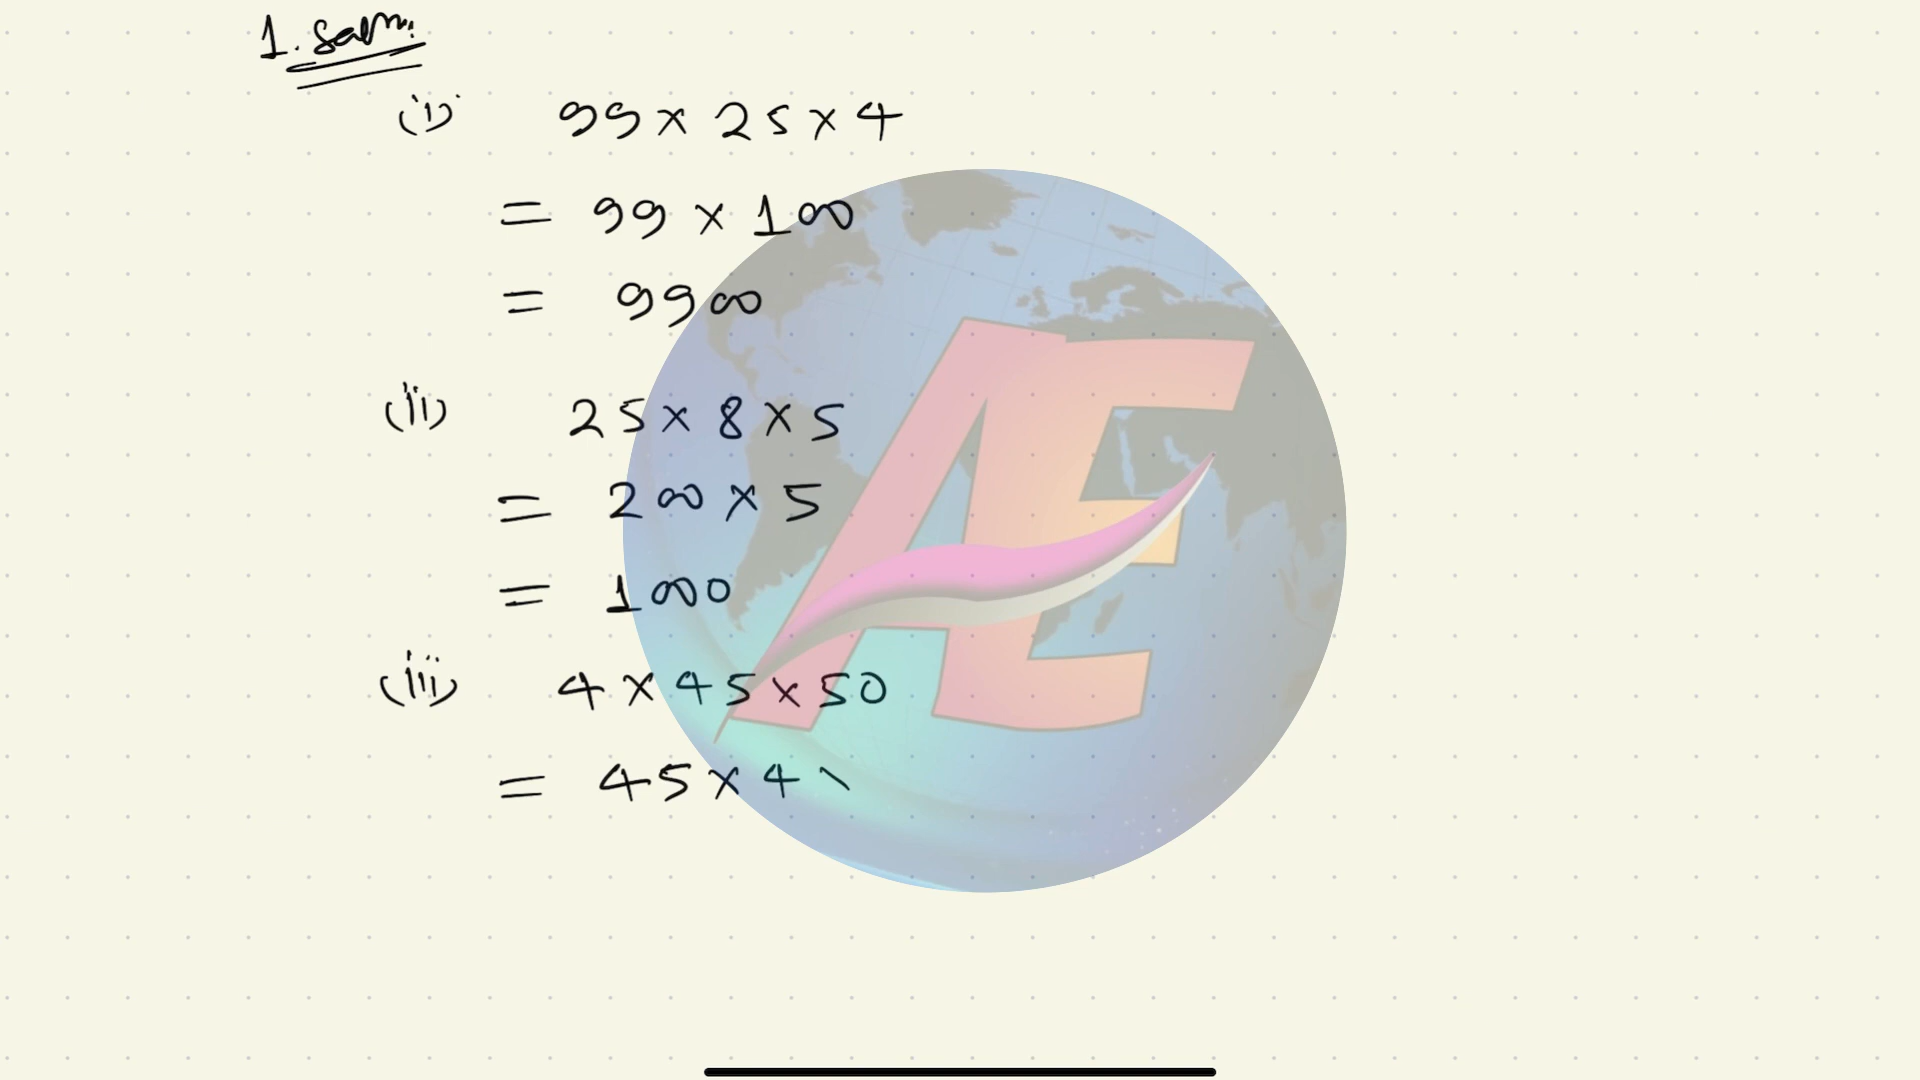 1.
(i) 99 × 25 × 4
= 99 × 100
= 9900
(ii) 25 × 8 × 5
= 200 × 5
= 1000
(iii) 4 × 45 × 50
= 45 × 4
AE